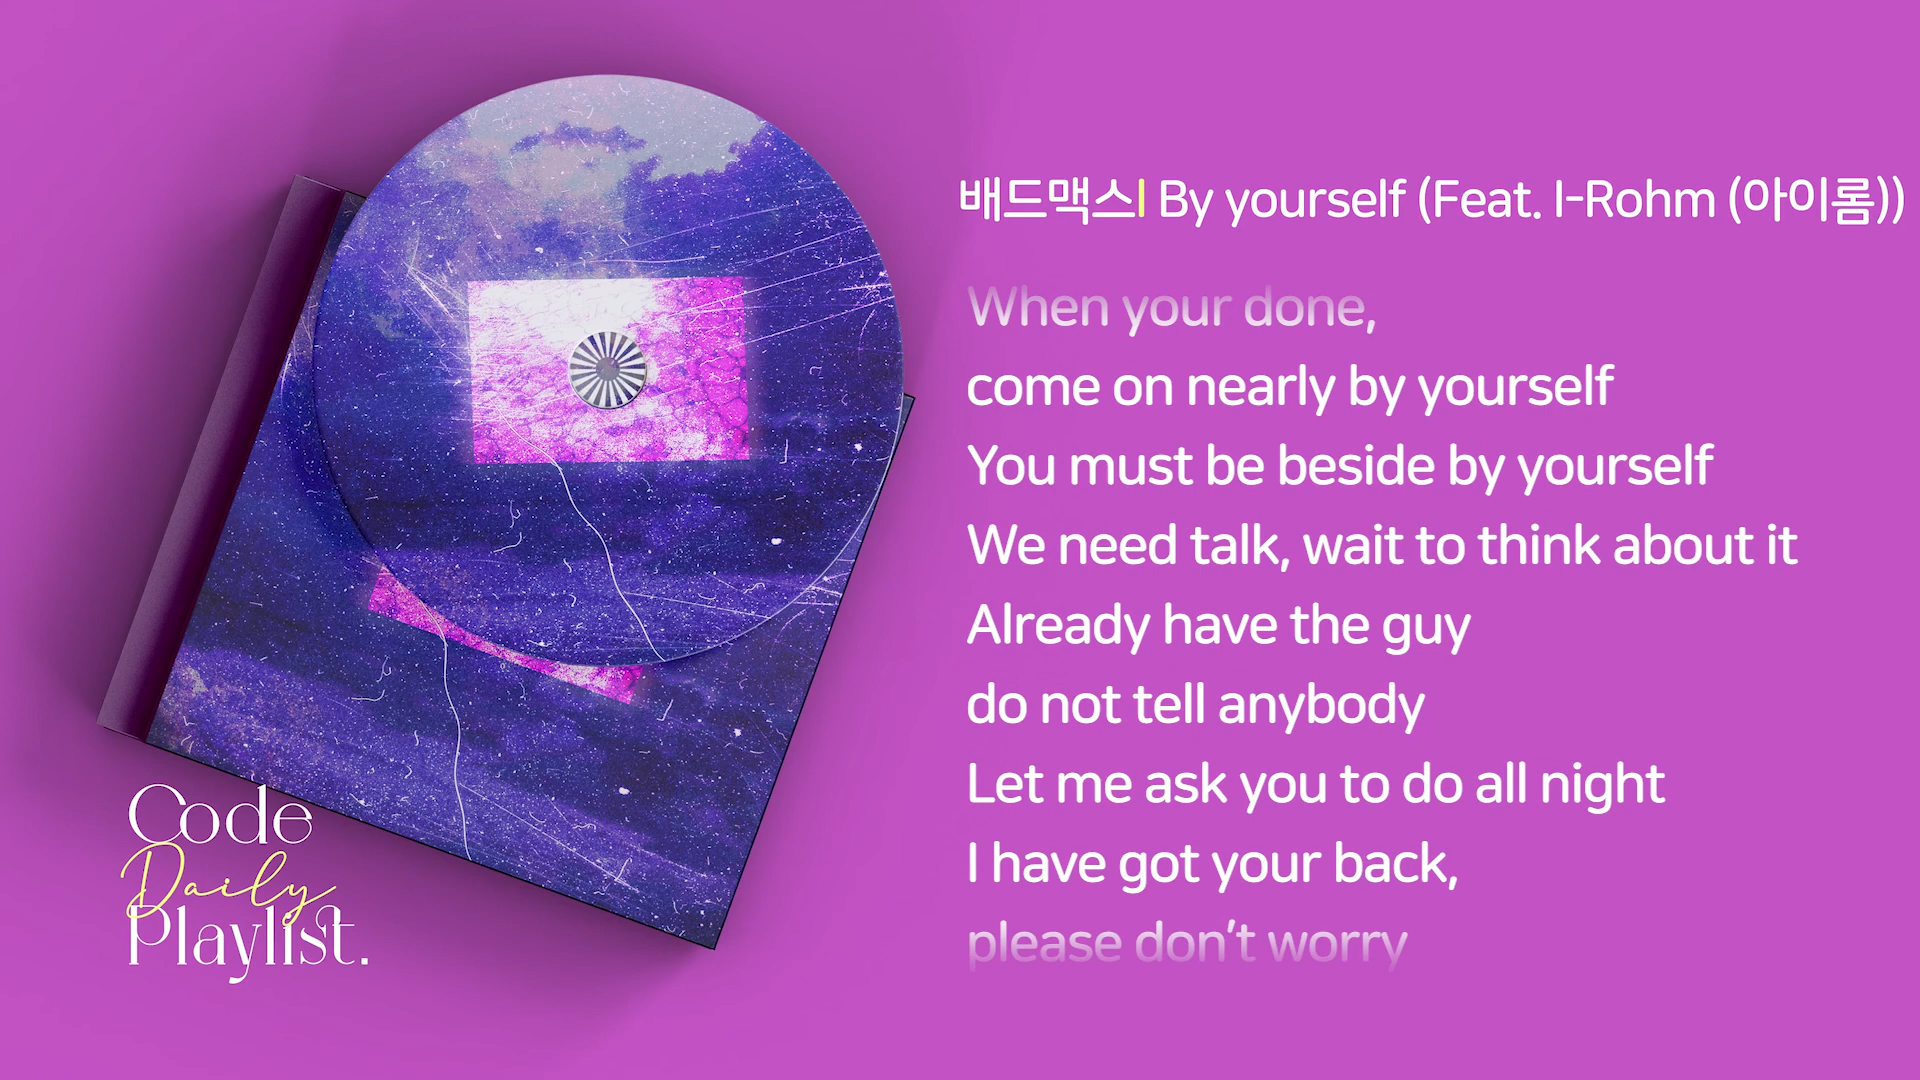 배드맥스| By yourself (Feat. I-Rohm (아이롬))
When your done,
come on nearly by yourself
You must be beside by yourself
We need talk, wait to think about it
Already have the guy
do not tell anybody
Let me ask you to do all night
I have got your back,
please don't worry
Code
Daily
Playlist.